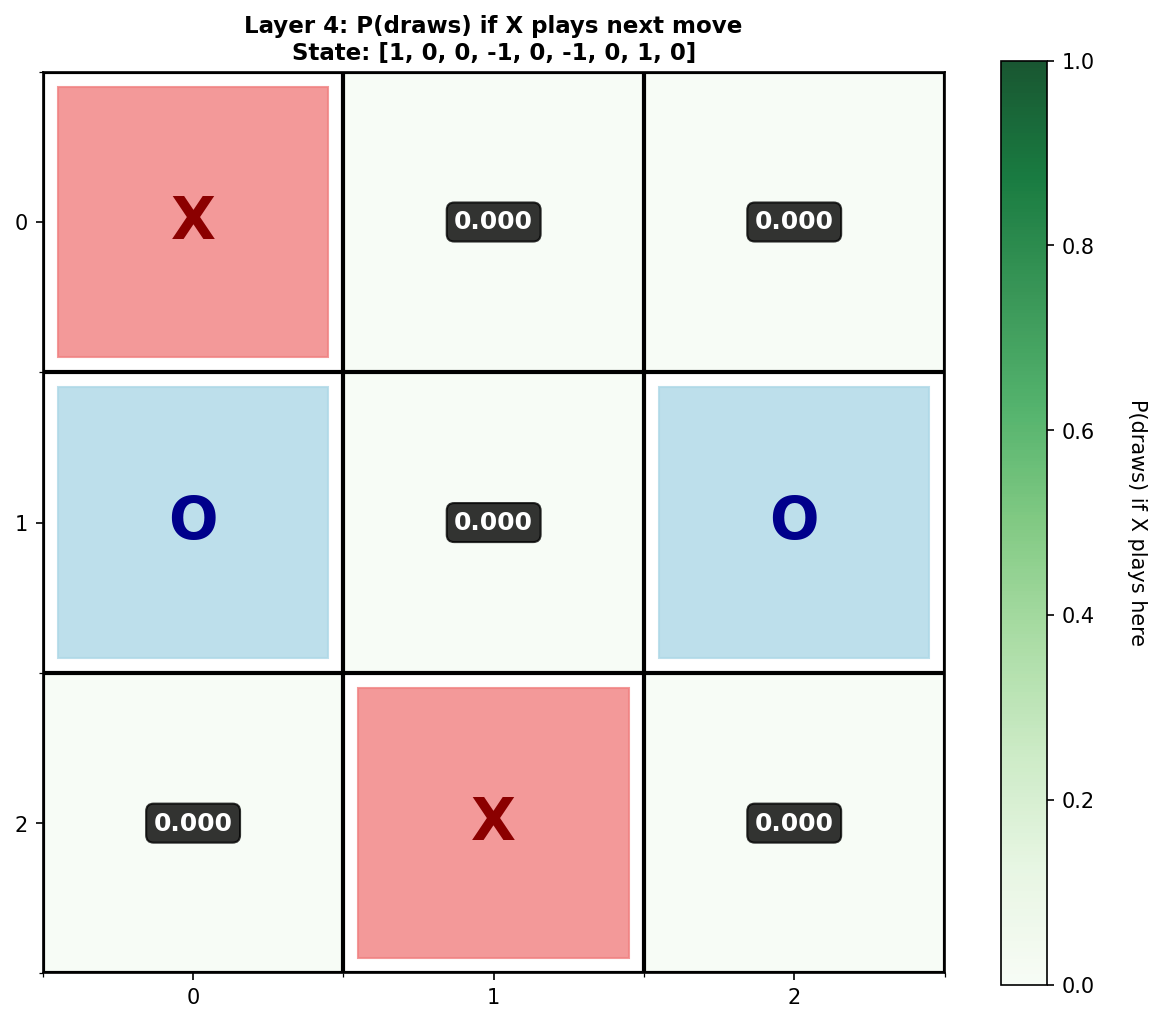 Layer 4: P(draws) if X plays next move
State: [1, 0, 0, -1, 0, -1, 0, 1, 0]
0
X
0.000
0.000
1
O
0.000
O
2
0.000
X
0.000
0
1
2
1.0
0.8
0.6
0.4
0.2
0.0
P(draws) if X plays here